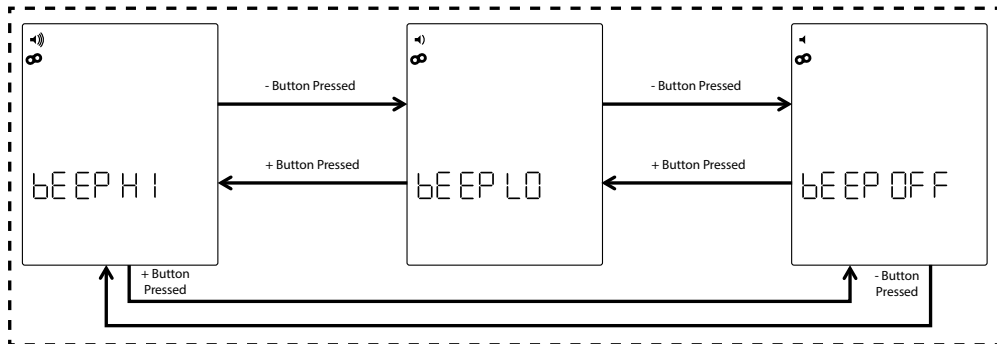 - Button Pressed
- Button Pressed
+ Button Pressed
+ Button Pressed
bEEP HI
bEEP LO
bEEP OFF
+ Button
Pressed
- Button
Pressed